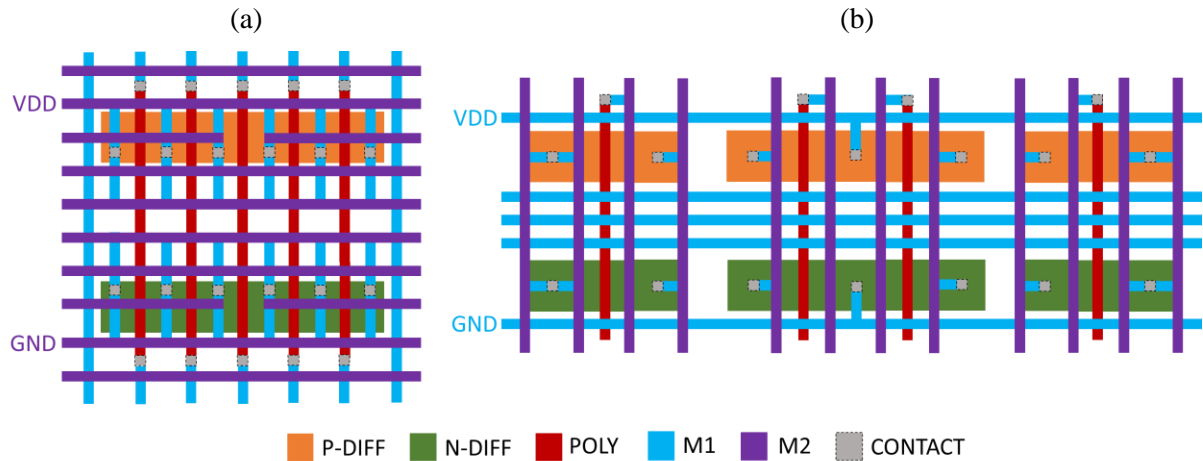 (a)
(b)
VDD
GND
VDD
GND
P-DIFF
N-DIFF
POLY
M1
M2
CONTACT